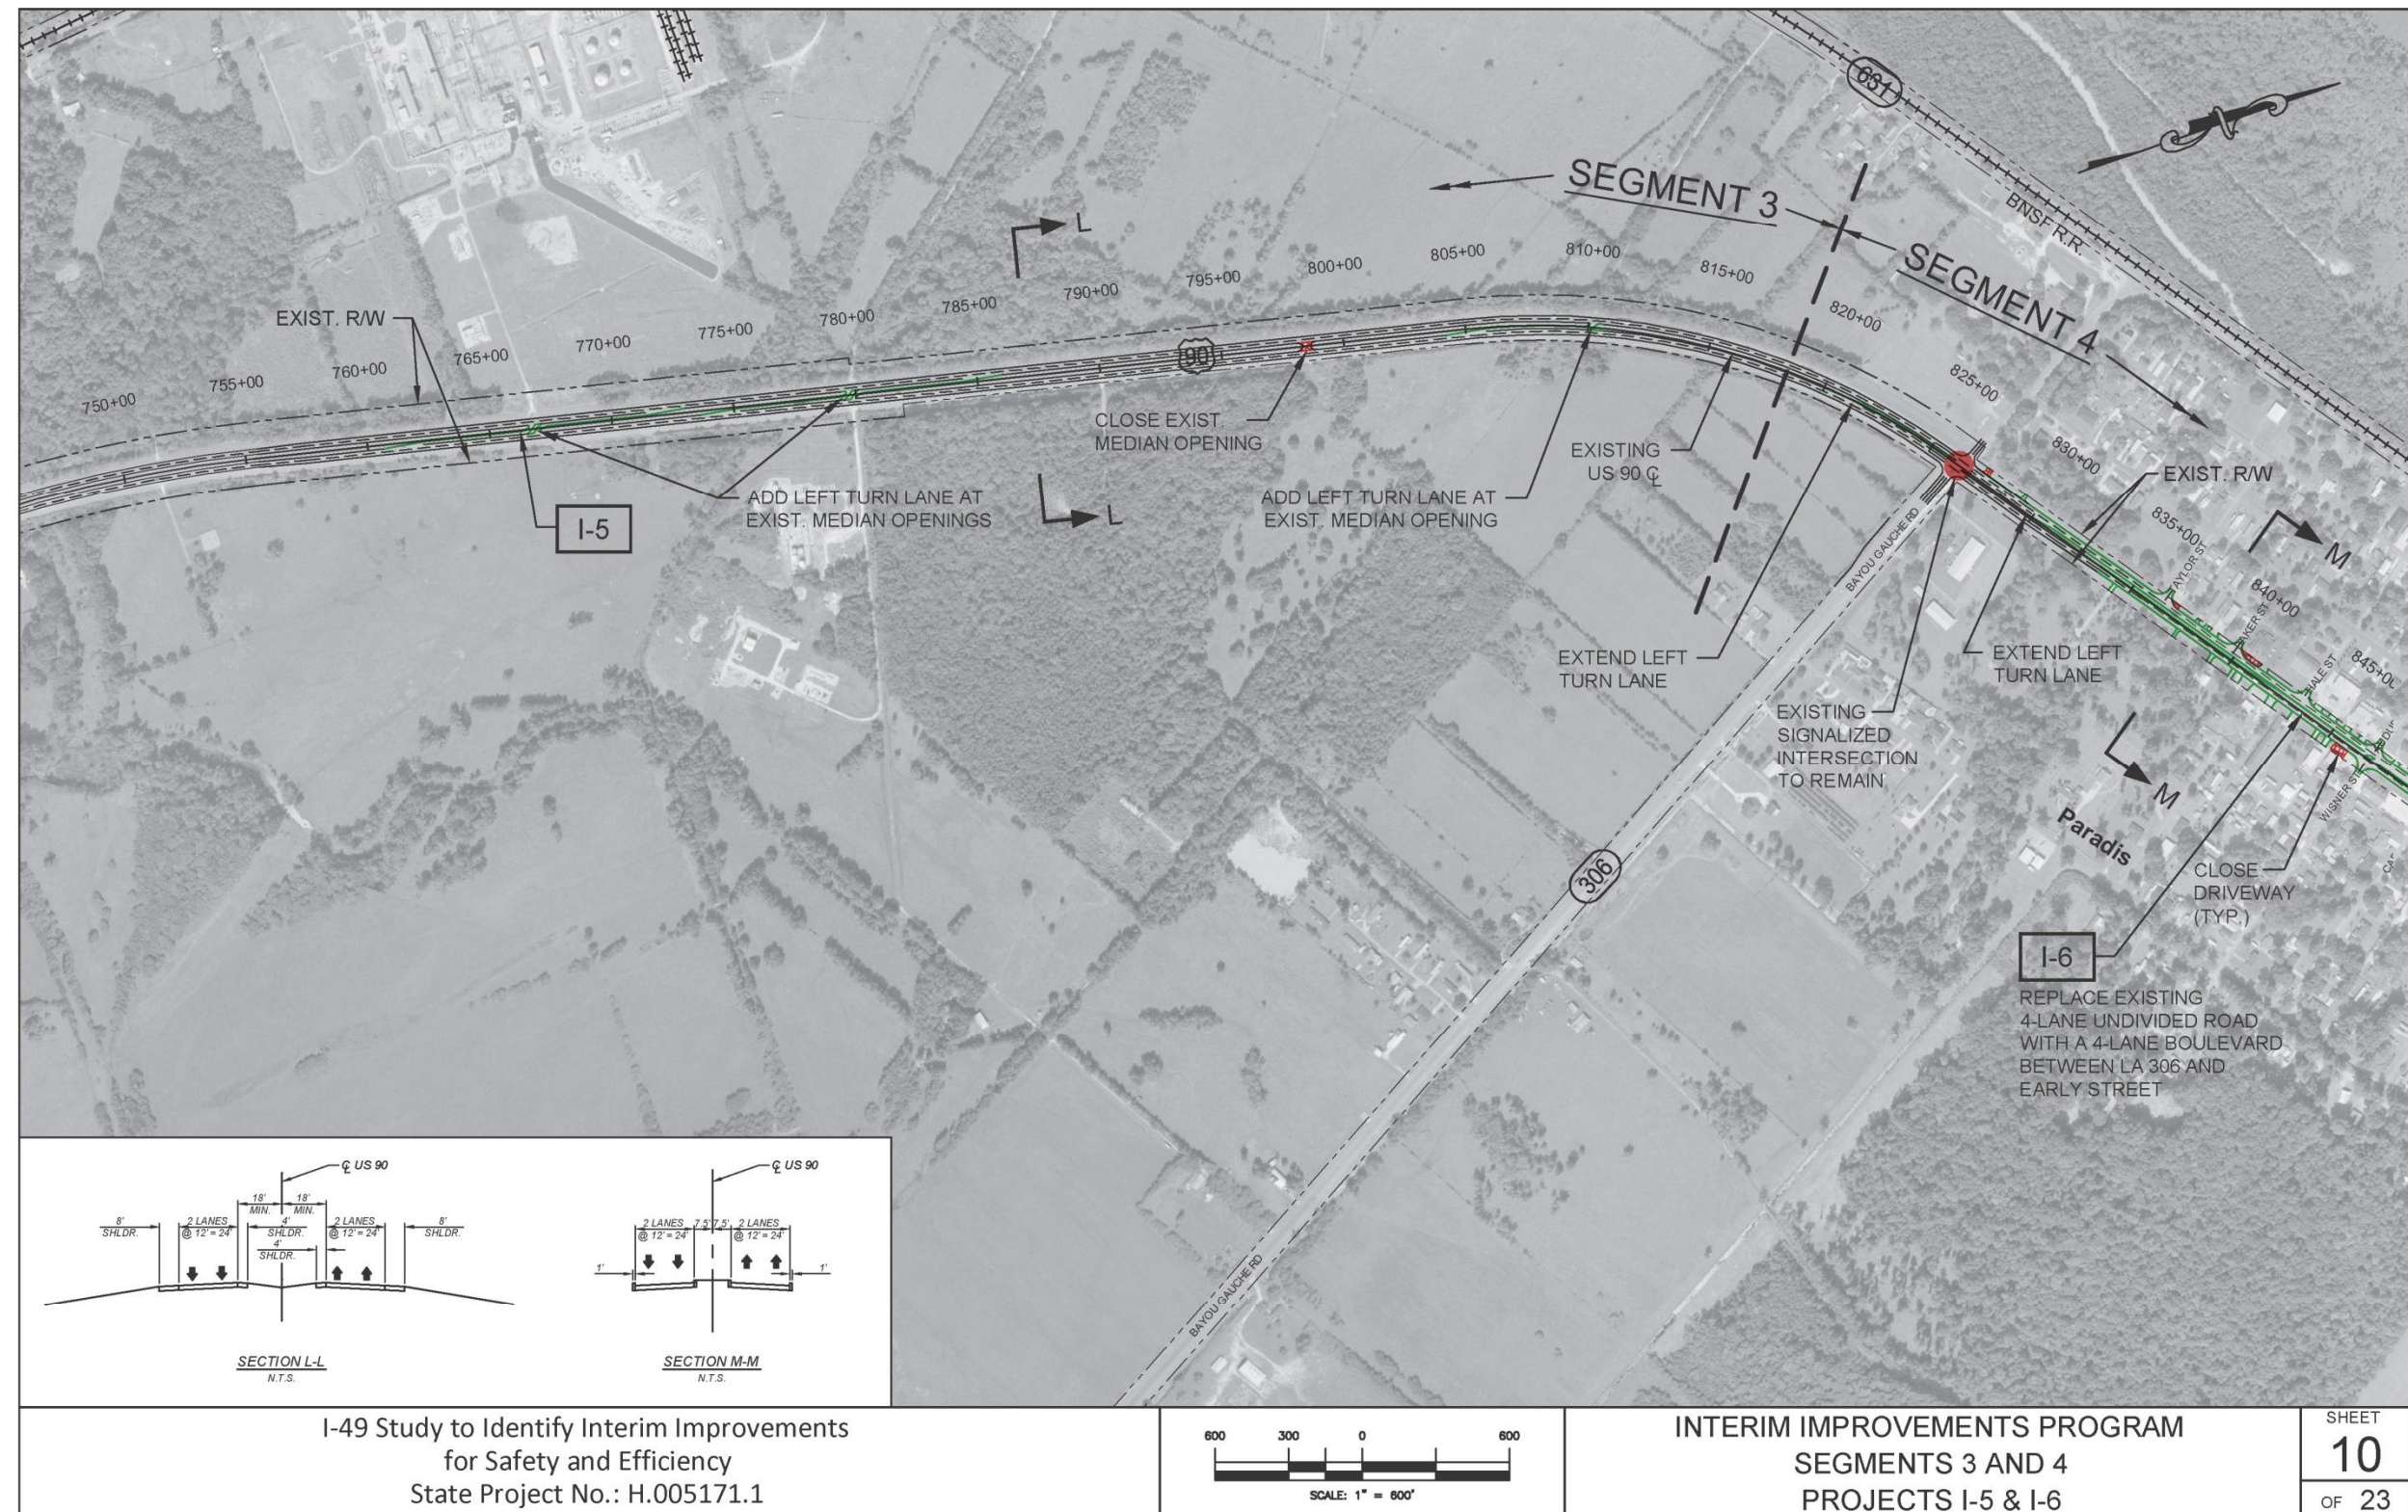 631
BNSF R.R.
SEGMENT 3
SEGMENT 4
L
750+00
755+00
760+00
765+00
770+00
775+00
780+00
785+00
790+00
795+00
800+00
805+00
810+00
815+00
820+00
825+00
830+00
835+00
840+00
EXIST. R/W
90
CLOSE EXIST.
MEDIAN OPENING
EXISTING
US 90 ℄
ADD LEFT TURN LANE AT
EXIST. MEDIAN OPENINGS
I-5
L
ADD LEFT TURN LANE AT
EXIST. MEDIAN OPENING
EXTEND LEFT
TURN LANE
BAYOU GAUCHE RD
EXISTING
SIGNALIZED
INTERSECTION
TO REMAIN
EXTEND LEFT
TURN LANE
EXIST. R/W
M
TAYLOR ST
HALE ST
WISNER ST
M
Paradis
CLOSE
DRIVEWAY
(TYP.)
306
I-6
REPLACE EXISTING
4-LANE UNDIVIDED ROAD
WITH A 4-LANE BOULEVARD
BETWEEN LA 306 AND
EARLY STREET
BAYOU GAUCHE RD
℄ US 90
18' MIN.
18' MIN.
8' SHLDR.
2 LANES
@ 12' = 24'
4' SHLDR.
4' SHLDR.
2 LANES
@ 12' = 24'
8' SHLDR.
SECTION L-L
N.T.S.
℄ US 90
2 LANES
@ 12' = 24'
7.5' 7.5'
2 LANES
@ 12' = 24'
1'
1'
SECTION M-M
N.T.S.
I-49 Study to Identify Interim Improvements
for Safety and Efficiency
State Project No.: H.005171.1
600 300 0 600
SCALE: 1" = 600'
INTERIM IMPROVEMENTS PROGRAM
SEGMENTS 3 AND 4
PROJECTS I-5 & I-6
SHEET
10
OF 23